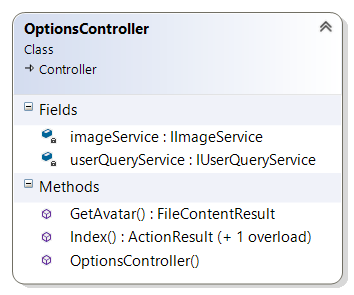 OptionsController
Class
→ Controller
Fields
imageService : IImageService
userQueryService : IUserQueryService
Methods
GetAvatar() : FileContentResult
Index() : ActionResult (+ 1 overload)
OptionsController()